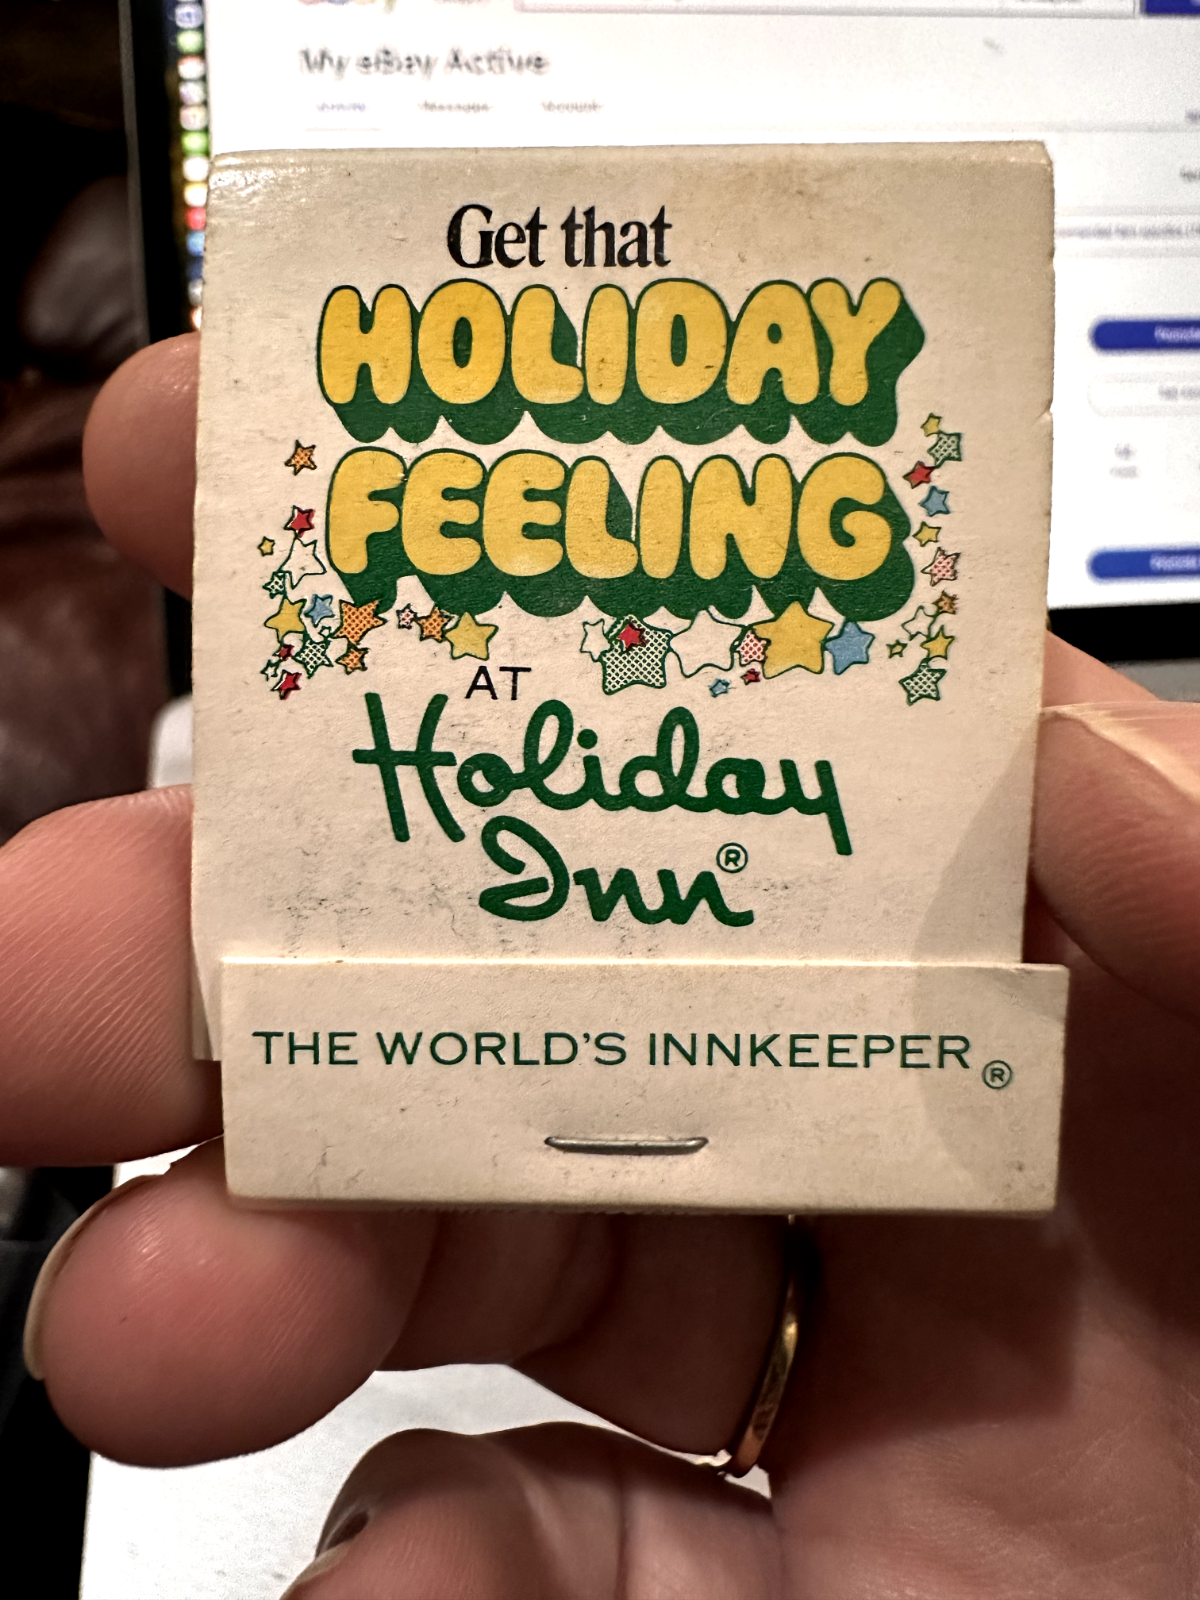 My eBay Active
Get that
HOLIDAY
FEELING
AT
Holiday
Inn®
THE WORLD'S INNKEEPER®